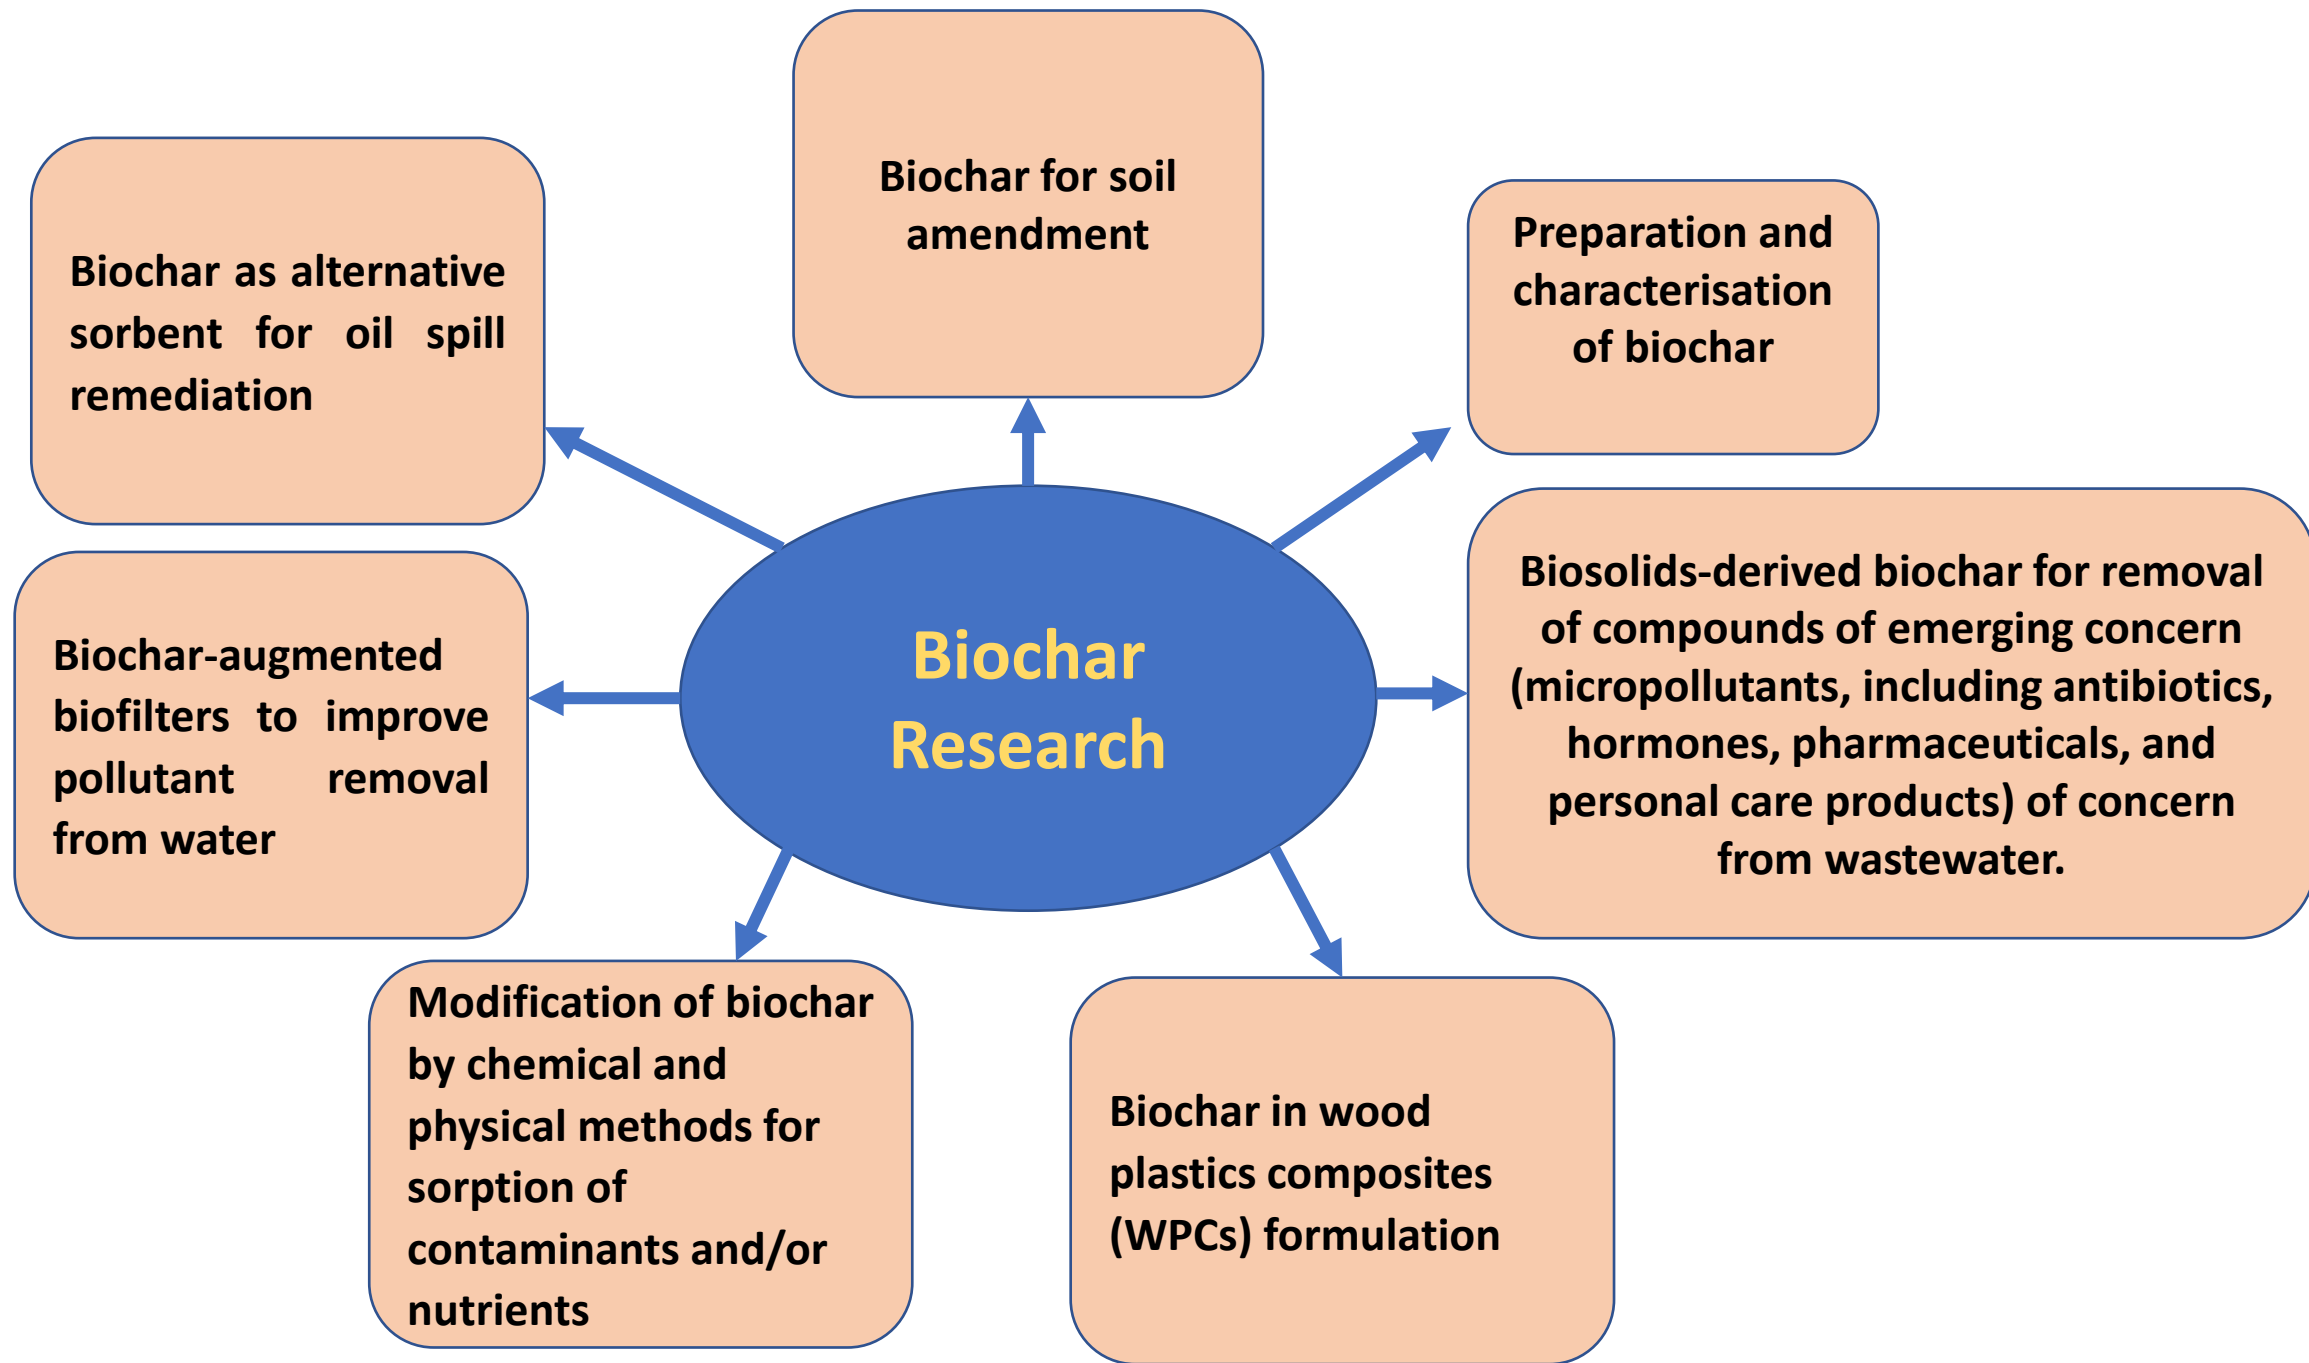 Biochar for soil
amendment
Preparation and
characterisation
of biochar
Biochar as alternative
sorbent for oil spill
remediation
Biosolids-derived biochar for removal
of compounds of emerging concern
(micropollutants, including antibiotics,
hormones, pharmaceuticals, and
personal care products) of concern
from wastewater.
Biochar
Research
Biochar-augmented
biofilters to improve
pollutant removal
from water
Modification of biochar
by chemical and
physical methods for
sorption of
contaminants and/or
nutrients
Biochar in wood
plastics composites
(WPCs) formulation